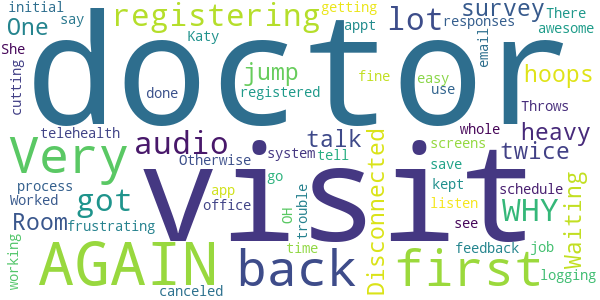 initial
registering
getting
appt
lot
survey
There
One
say
responses
awesome
She
Katy
email
doctor
cutting
done
jump
registered
fine
easy
use
hoops
Throws
telehealth
audio
talk
whole
heavy
Very
Otherwise
system
tell
Disconnected
screens
twice
save
process
Worked
got
app
go
OH
trouble
visit
kept
schedule
Room
frustrating
office
listen
WHY
Waiting
working
AGAIN
back
time
first
see
feedback
job
canceled
logging